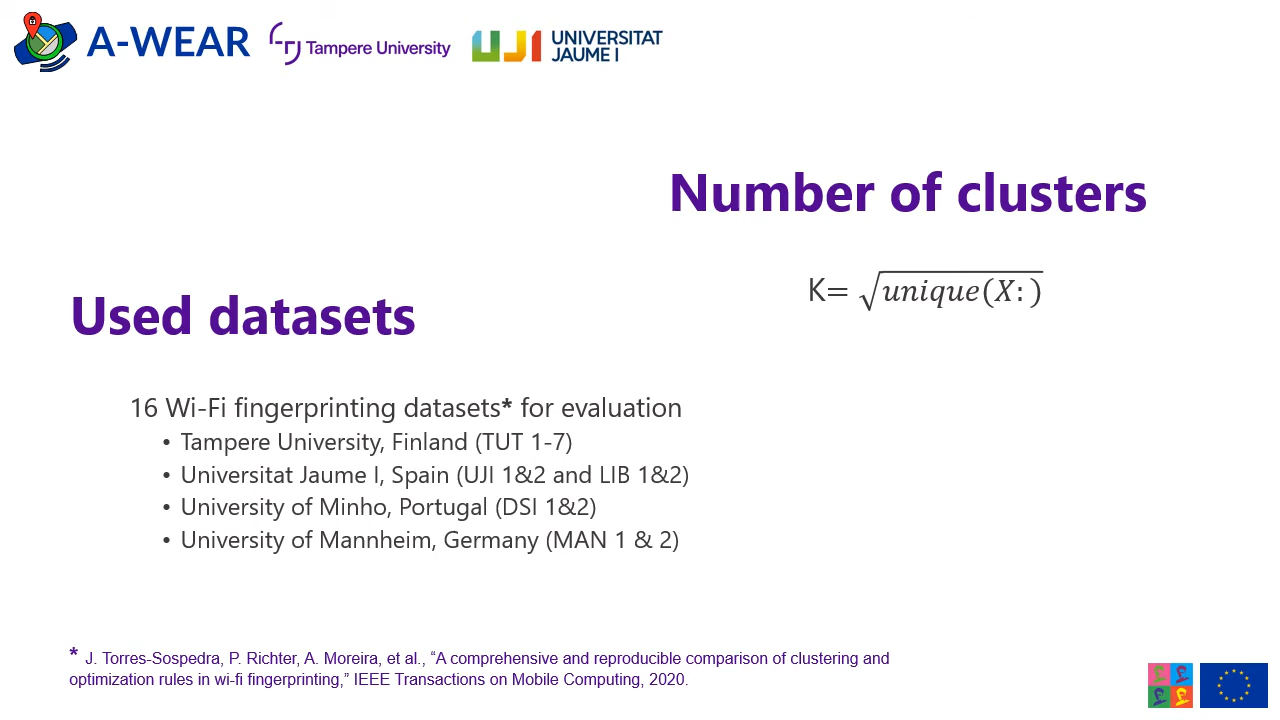 A-WEAR
Tampere University
UJI UNIVERSITAT
JAUME I
Number of clusters
K= √unique(X:)
Used datasets
16 Wi-Fi fingerprinting datasets* for evaluation
• Tampere University, Finland (TUT 1-7)
• Universitat Jaume I, Spain (UJI 1&2 and LIB 1&2)
• University of Minho, Portugal (DSI 1&2)
• University of Mannheim, Germany (MAN 1 & 2)
* J. Torres-Sospedra, P. Richter, A. Moreira, et al., “A comprehensive and reproducible comparison of clustering and
optimization rules in wi-fi fingerprinting,” IEEE Transactions on Mobile Computing, 2020.